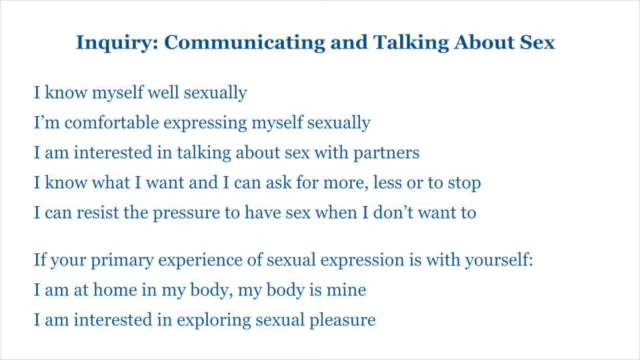 Inquiry: Communicating and Talking About Sex
I know myself well sexually
I’m comfortable expressing myself sexually
I am interested in talking about sex with partners
I know what I want and I can ask for more, less or to stop
I can resist the pressure to have sex when I don’t want to
If your primary experience of sexual expression is with yourself:
I am at home in my body, my body is mine
I am interested in exploring sexual pleasure